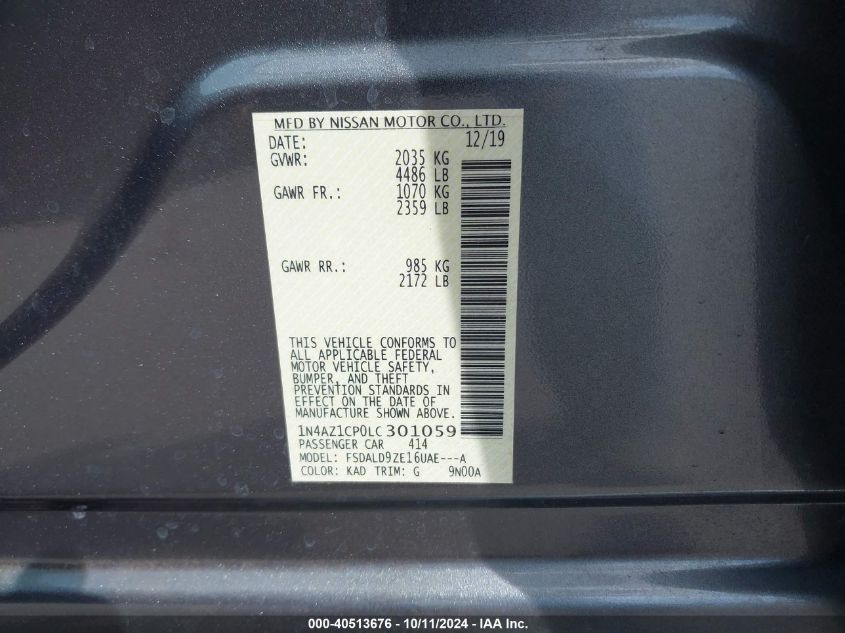 MFD BY NISSAN MOTOR CO., LTD.
DATE: 12/19
GVWR: 2035 KG
4486 LB
GAWR FR.: 1070 KG
2359 LB
GAWR RR.: 985 KG
2172 LB
THIS VEHICLE CONFORMS TO
ALL APPLICABLE FEDERAL
MOTOR VEHICLE SAFETY,
BUMPER, AND THEFT
PREVENTION STANDARDS IN
EFFECT ON THE DATE OF
MANUFACTURE SHOWN ABOVE.
1N4AZ1CP0LC301059
PASSENGER CAR 414
MODEL: FSDALD9ZE16UAE---A
COLOR: KAD TRIM: G 9N00A
000-40513676 - 10/11/2024 - IAA Inc.